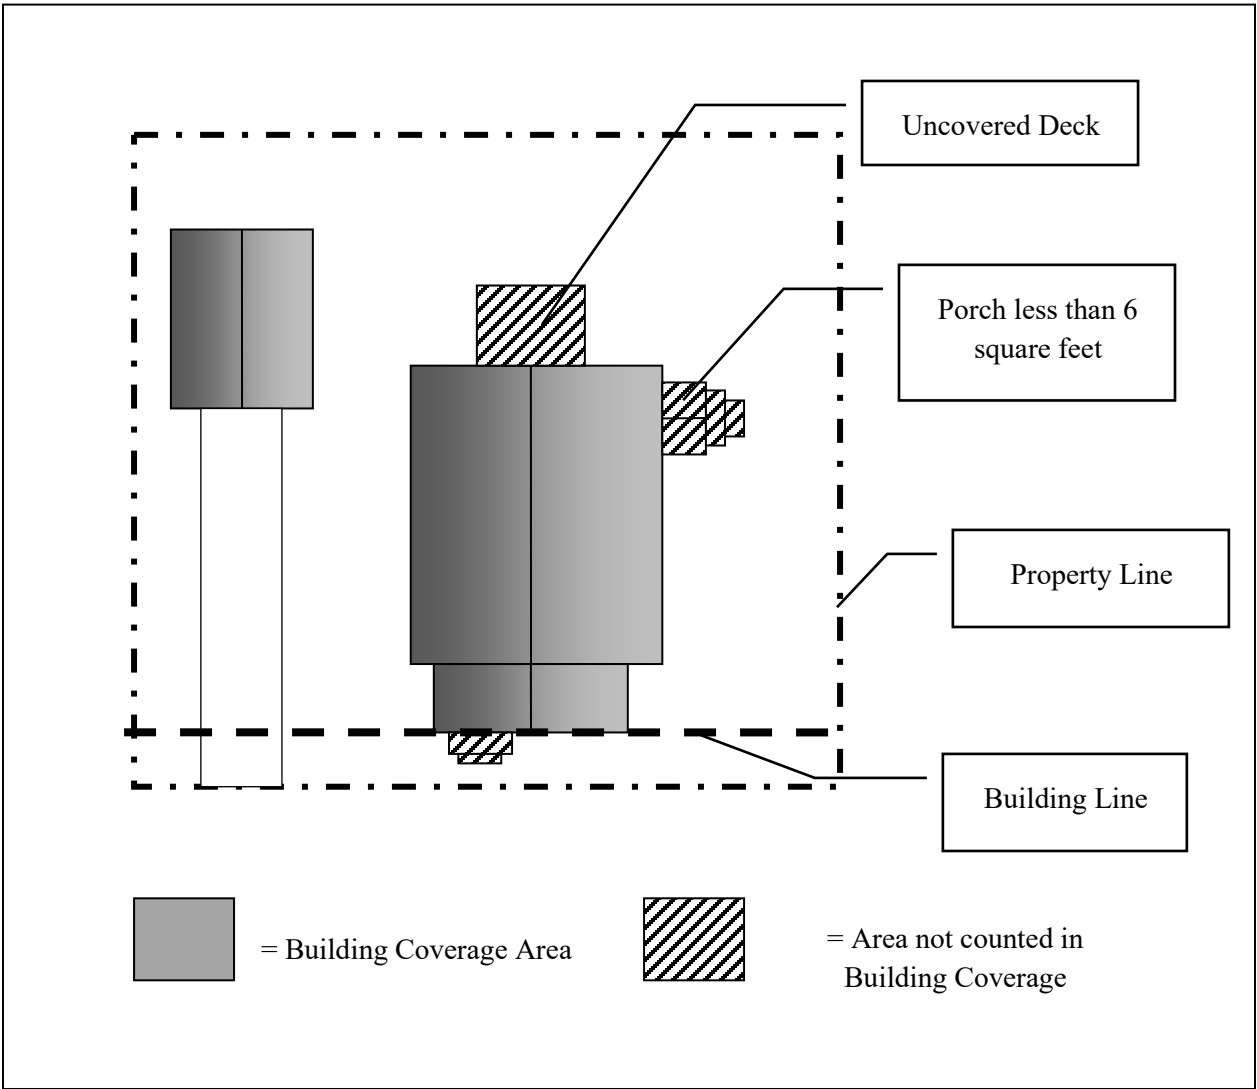 Uncovered Deck
Porch less than 6
square feet
Property Line
Building Line
= Building Coverage Area
= Area not counted in
Building Coverage